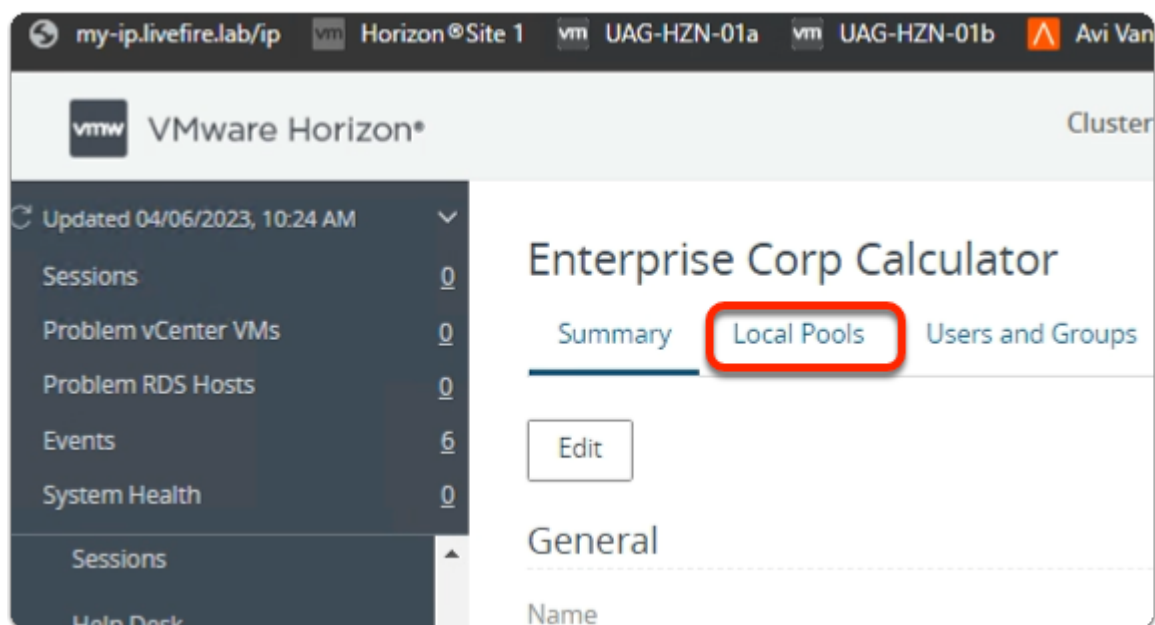 my-ip.livefire.lab/ip vm Horizon®Site 1 vm UAG-HZN-01a vm UAG-HZN-01b Avi Van
vmw VMware Horizon®
Cluster
Updated 04/06/2023, 10:24 AM
Sessions 0
Problem vCenter VMs 0
Problem RDS Hosts 0
Events 6
System Health 0
Sessions
Help Desk
Enterprise Corp Calculator
Summary Local Pools Users and Groups
Edit
General
Name